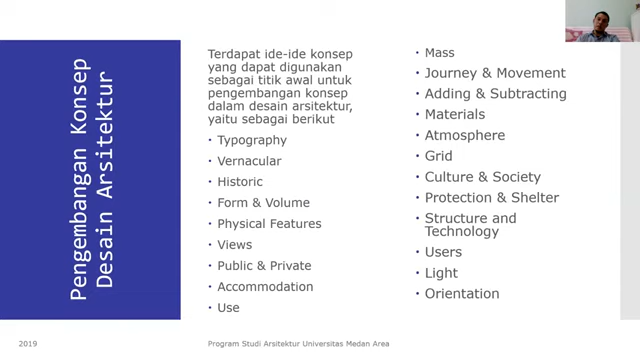 Pengembangan Konsep
Desain Arsitektur
Terdapat ide-ide konsep
yang dapat digunakan
sebagai titik awal untuk
pengembangan konsep
dalam desain arsitektur,
yaitu sebagai berikut
• Typography
• Vernacular
• Historic
• Form & Volume
• Physical Features
• Views
• Public & Private
• Accommodation
• Use
• Mass
• Journey & Movement
• Adding & Subtracting
• Materials
• Atmosphere
• Grid
• Culture & Society
• Protection & Shelter
• Structure and
Technology
• Users
• Light
• Orientation
2019
Program Studi Arsitektur Universitas Medan Area